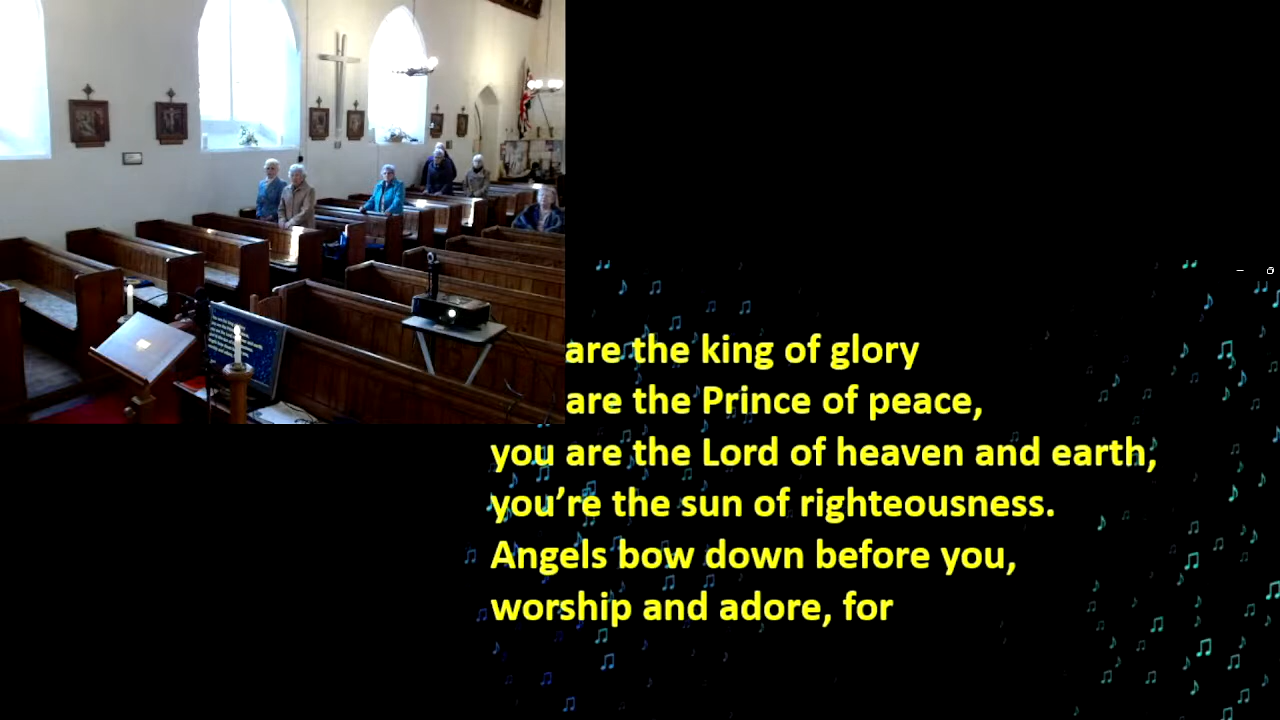 are the king of glory
are the Prince of peace,
you are the Lord of heaven and earth,
you’re the sun of righteousness.
Angels bow down before you,
worship and adore, for